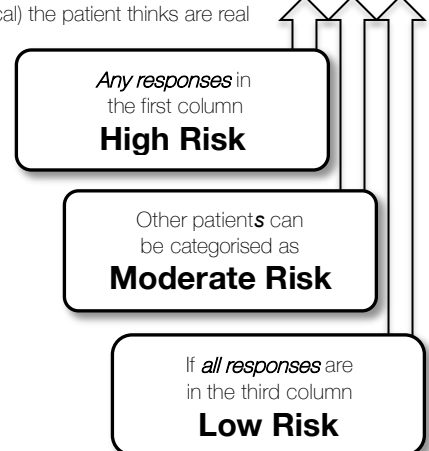 cal) the patient thinks are real
Any responses in
the first column
High Risk
Other patients can
be categorised as
Moderate Risk
If all responses are
in the third column
Low Risk